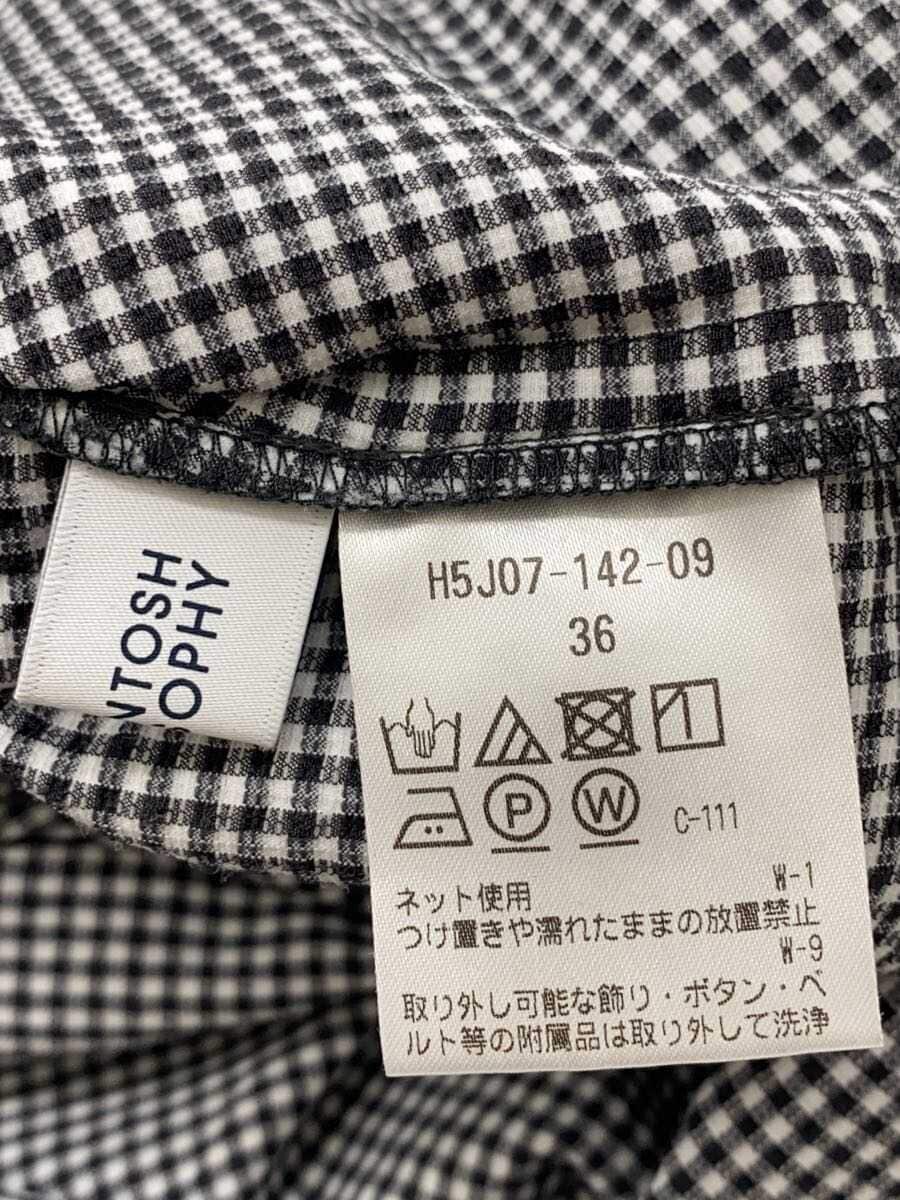 NTOSH
OPHY
H5J07-142-09
36
P W C-111
W-1
ネット使用
つけ置きや濡れたままの放置禁止
W-9
取り外し可能な飾り・ボタン・ベ
ルト等の附属品は取り外して洗浄